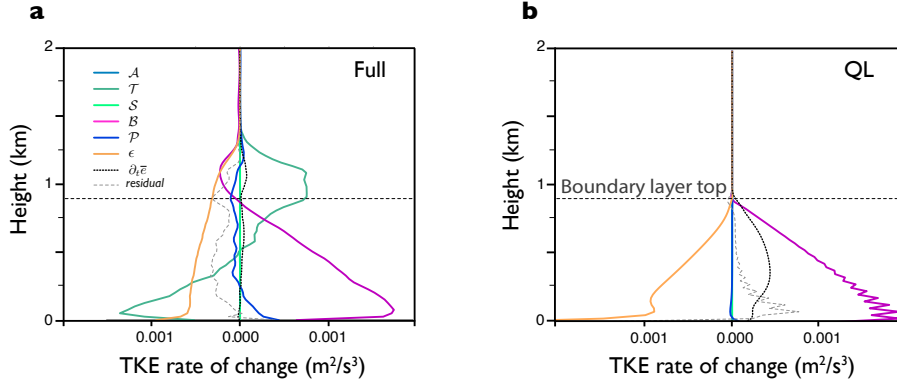 a
b
2
Full
2
QL
𝒜
𝒯
𝒮
ℬ
𝒫
ϵ
∂ₜe̅
residual
Height (km)
Height (km)
1
1
Boundary layer top
0
0
0.001
0.000
0.001
0.001
0.000
0.001
TKE rate of change (m²/s³)
TKE rate of change (m²/s³)